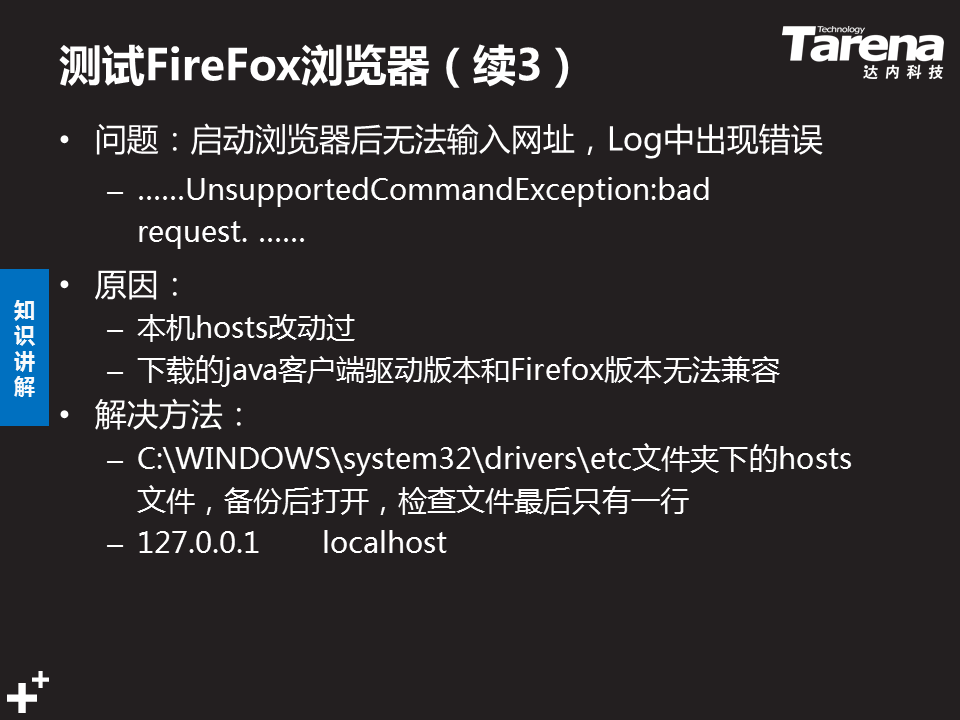 测试FireFox浏览器（续3）
Technology
Tarena
达内科技
• 问题：启动浏览器后无法输入网址，Log中出现错误
– ……UnsupportedCommandException:bad
request. ……
• 原因：
– 本机hosts改动过
– 下载的java客户端驱动版本和Firefox版本无法兼容
• 解决方法：
– C:\WINDOWS\system32\drivers\etc文件夹下的hosts
文件，备份后打开，检查文件最后只有一行
– 127.0.0.1 localhost
知
识
讲
解